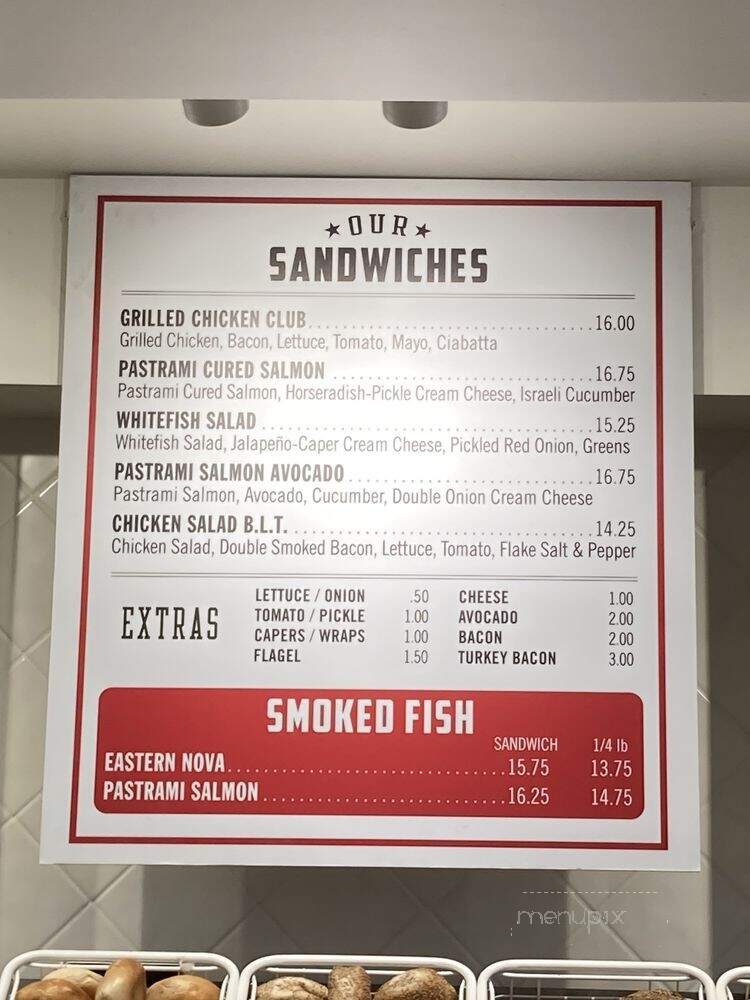 ★OUR★
SANDWICHES
GRILLED CHICKEN CLUB..........................16.00
Grilled Chicken, Bacon, Lettuce, Tomato, Mayo, Ciabatta
PASTRAMI CURED SALMON..........................16.75
Pastrami Cured Salmon, Horseradish-Pickle Cream Cheese, Israeli Cucumber
WHITEFISH SALAD..........................15.25
Whitefish Salad, Jalapeño-Caper Cream Cheese, Pickled Red Onion, Greens
PASTRAMI SALMON AVOCADO..........................16.75
Pastrami Salmon, Avocado, Cucumber, Double Onion Cream Cheese
CHICKEN SALAD B.L.T...........................14.25
Chicken Salad, Double Smoked Bacon, Lettuce, Tomato, Flake Salt & Pepper
EXTRAS
LETTUCE / ONION .50 CHEESE 1.00
TOMATO / PICKLE 1.00 AVOCADO 2.00
CAPERS / WRAPS 1.00 BACON 2.00
FLAGEL 1.50 TURKEY BACON 3.00
SMOKED FISH
SANDWICH 1/4 lb
EASTERN NOVA..........................15.75 13.75
PASTRAMI SALMON..........................16.25 14.75
menupix